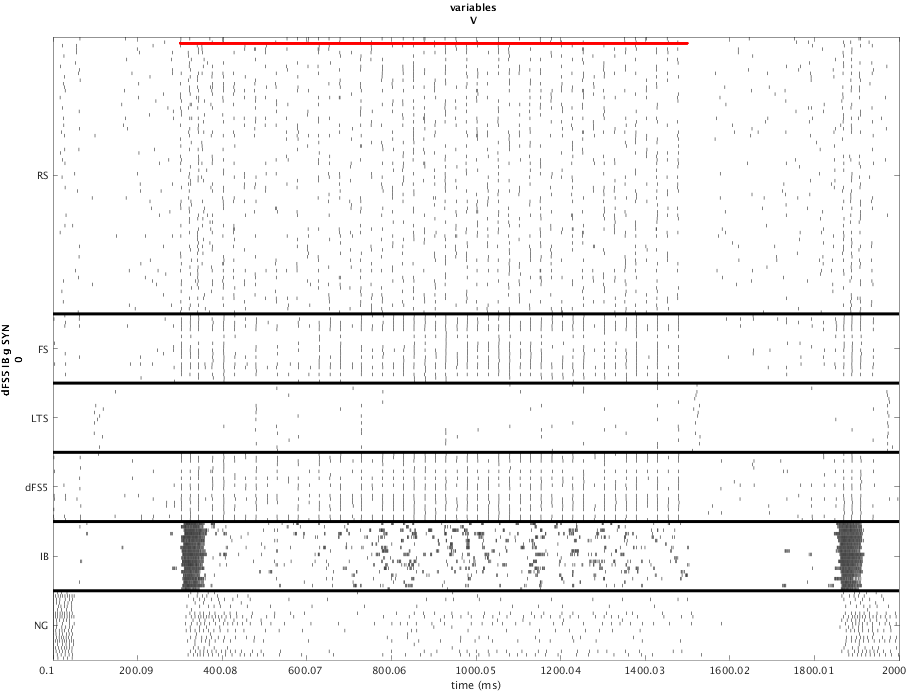 variables
V
RS
FS
LTS
dFS5
IB
NG
dFS5 IB g SYN
0
0.1 200.09 400.08 600.07 800.06 1000.05 1200.04 1400.03 1600.02 1800.01 2000
time (ms)